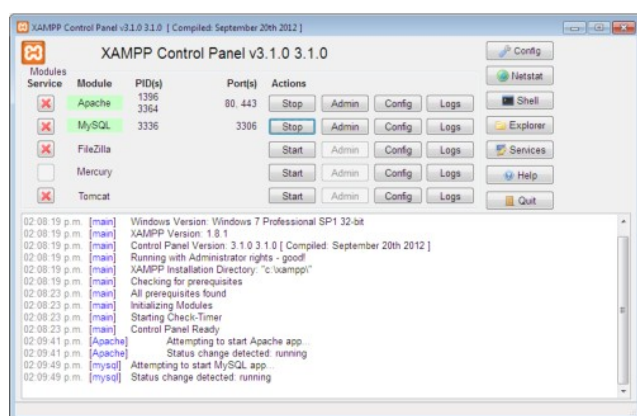 XAMPP Control Panel v3.1.0 3.1.0 [ Compiled: September 20th 2012 ]
XAMPP Control Panel v3.1.0 3.1.0
Config
Modules
Service Module PID(s) Port(s) Actions
Netstat
Apache 1396 3364 80, 443 Stop Admin Config Logs
Shell
MySQL 3336 3306 Stop Admin Config Logs
Explorer
FileZilla Start Admin Config Logs
Services
Mercury Start Admin Config Logs
Help
Tomcat Start Admin Config Logs
Quit
02:08:19 p.m. [main] Windows Version: Windows 7 Professional SP1 32-bit
02:08:19 p.m. [main] XAMPP Version: 1.8.1
02:08:19 p.m. [main] Control Panel Version: 3.1.0 3.1.0 [ Compiled: September 20th 2012 ]
02:08:19 p.m. [main] Running with Administrator rights - good!
02:08:19 p.m. [main] XAMPP Installation Directory: "c:\xampp\"
02:08:19 p.m. [main] Checking for prerequisites
02:08:23 p.m. [main] All prerequisites found
02:08:23 p.m. [main] Initializing Modules
02:08:23 p.m. [main] Starting Check-Timer
02:08:23 p.m. [main] Control Panel Ready
02:09:41 p.m. [Apache] Attempting to start Apache app...
02:09:41 p.m. [Apache] Status change detected: running
02:09:49 p.m. [mysql] Attempting to start MySQL app...
02:09:49 p.m. [mysql] Status change detected: running